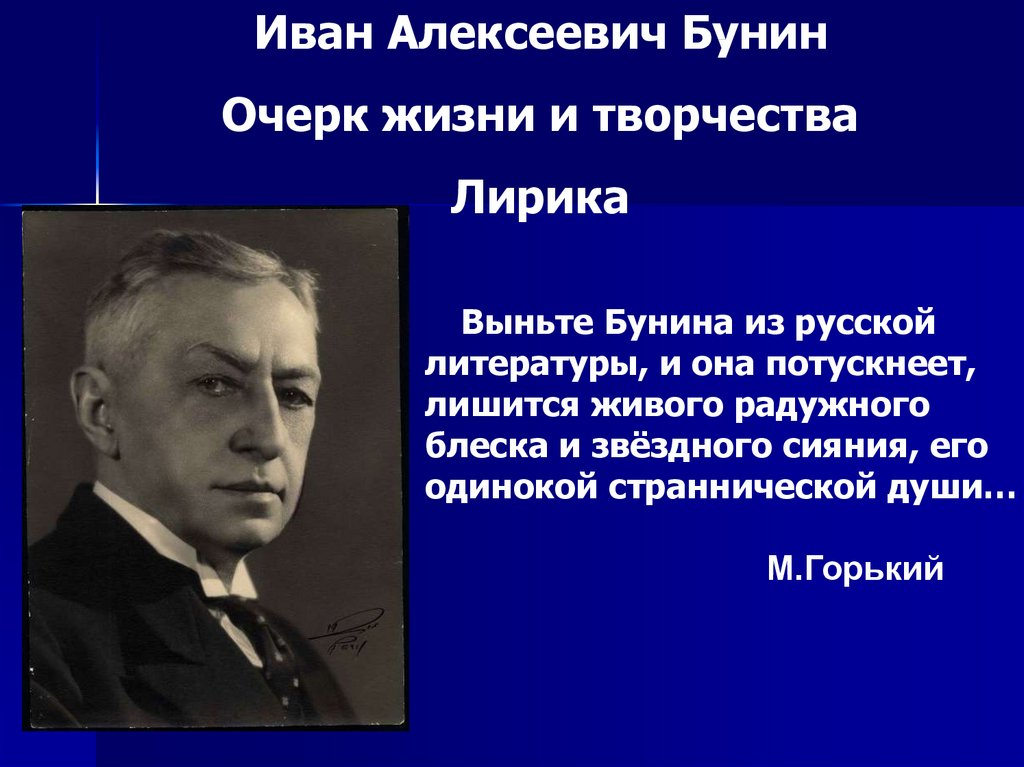 Иван Алексеевич Бунин
Очерк жизни и творчества
Лирика
Выньте Бунина из русской
литературы, и она потускнеет,
лишится живого радужного
блеска и звёздного сияния, его
одинокой страннической души…
М.Горький